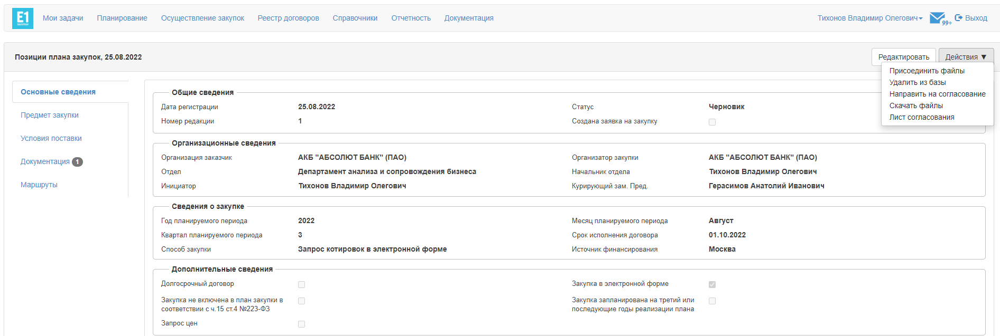 E1 Мои задачи Планирование Осуществление закупок Реестр договоров Справочники Отчетность Документация Тихонов Владимир Олегович 99+ Выход
ЗАКУПКИ
Позиции плана закупок, 25.08.2022 Редактировать Действия ▼
Присоединить файлы
Удалить из базы
Направить на согласование
Скачать файлы
Лист согласования
Основные сведения
Предмет закупки
Условия поставки
Документация 1
Маршруты
Общие сведения
Дата регистрации 25.08.2022 Статус Черновик
Номер редакции 1 Создана заявка на закупку
Организационные сведения
Организация заказчик АКБ "АБСОЛЮТ БАНК" (ПАО) Организатор закупки АКБ "АБСОЛЮТ БАНК" (ПАО)
Отдел Департамент анализа и сопровождения бизнеса Начальник отдела Тихонов Владимир Олегович
Инициатор Тихонов Владимир Олегович Курирующий зам. Пред. Герасимов Анатолий Иванович
Сведения о закупке
Год планируемого периода 2022 Месяц планируемого периода Август
Квартал планируемого периода 3 Срок исполнения договора 01.10.2022
Способ закупки Запрос котировок в электронной форме Источник финансирования Москва
Дополнительные сведения
Долгосрочный договор Закупка в электронной форме
Закупка не включена в план закупки в Закупка запланирована на третий или
соответствии с ч.15 ст.4 №223-ФЗ последующие годы реализации плана
Запрос цен